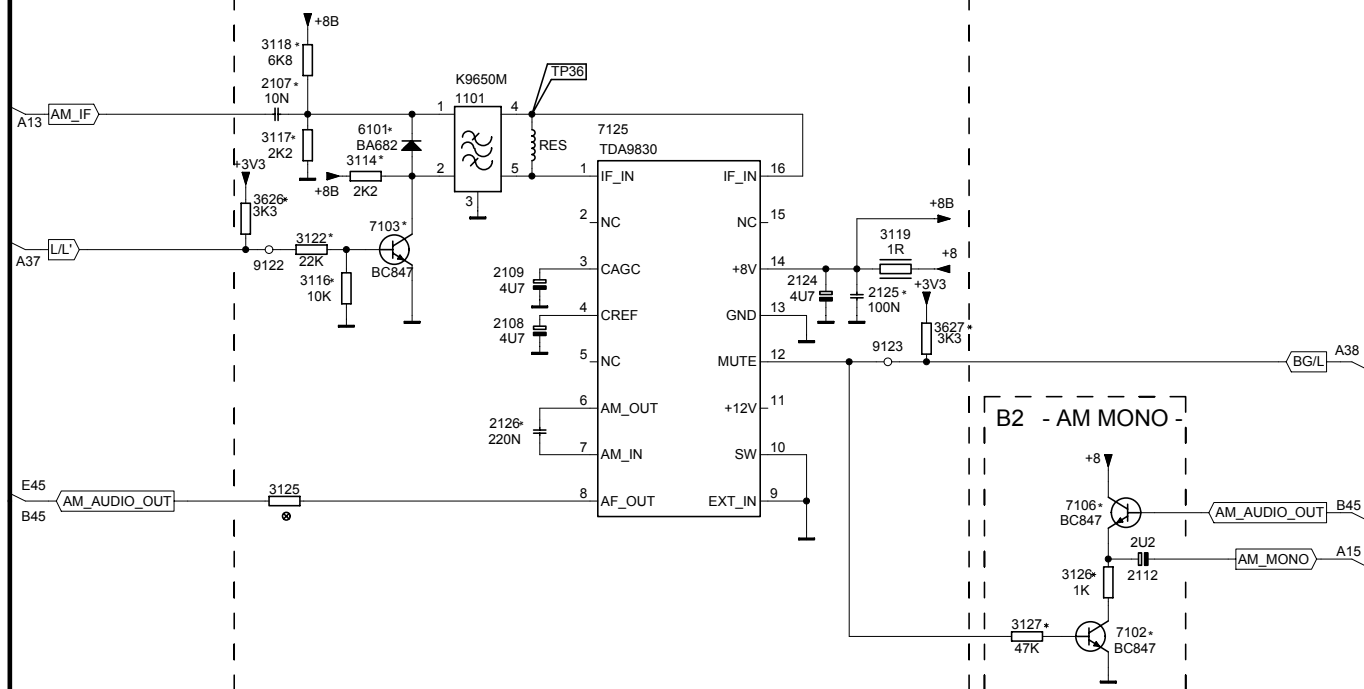 +8B
3118*
6K8
2107*
10N
AM_IF
A13
3117*
2K2
+3V3
6101*
BA682
3114*
+8B
2K2
K9650M
1101
1
4
2
5
3
TP36
RES
7125
TDA9830
3626*
3K3
L/L'
A37
9122
3122*
22K
7103*
BC847
3116*
10K
1 IF_IN
IF_IN 16
2 NC
NC 15
3 CAGC
+8V 14
4 CREF
GND 13
5 NC
MUTE 12
6 AM_OUT
+12V 11
7 AM_IN
SW 10
8 AF_OUT
EXT_IN 9
2109
4U7
2108
4U7
2126*
220N
+8B
3119
1R
+8
2124
4U7
2125*
100N
+3V3
3627*
3K3
9123
BG/L
A38
E45
AM_AUDIO_OUT
B45
3125
B2 - AM MONO -
+8
7106*
BC847
AM_AUDIO_OUT
B45
2U2
2112
AM_MONO
A15
3126*
1K
3127*
47K
7102*
BC847